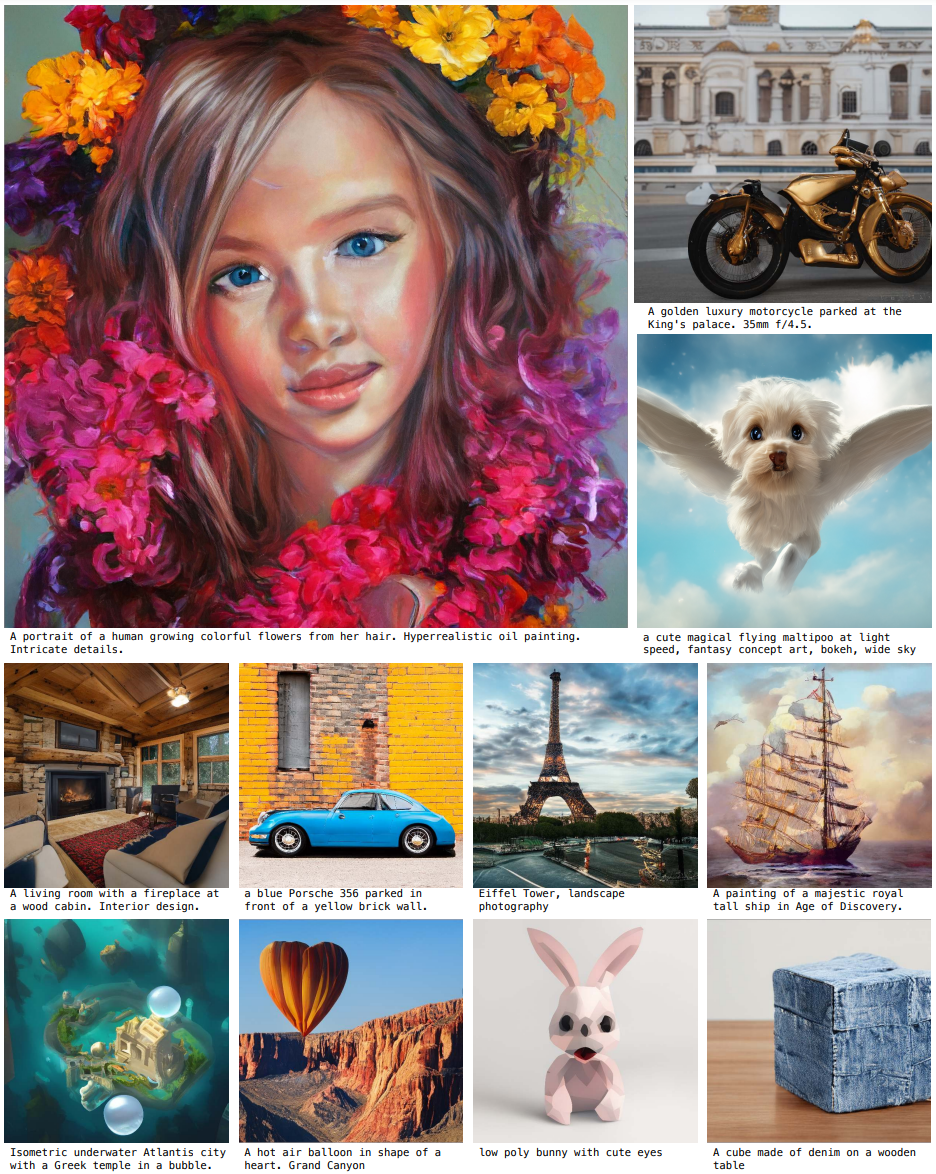 A golden luxury motorcycle parked at the
King's palace. 35mm f/4.5.
A portrait of a human growing colorful flowers from her hair. Hyperrealistic oil painting.
Intricate details.
a cute magical flying maltipoo at light
speed, fantasy concept art, bokeh, wide sky
A living room with a fireplace at
a wood cabin. Interior design.
a blue Porsche 356 parked in
front of a yellow brick wall.
Eiffel Tower, landscape
photography
A painting of a majestic royal
tall ship in Age of Discovery.
Isometric underwater Atlantis city
with a Greek temple in a bubble.
A hot air balloon in shape of a
heart. Grand Canyon
low poly bunny with cute eyes
A cube made of denim on a wooden
table